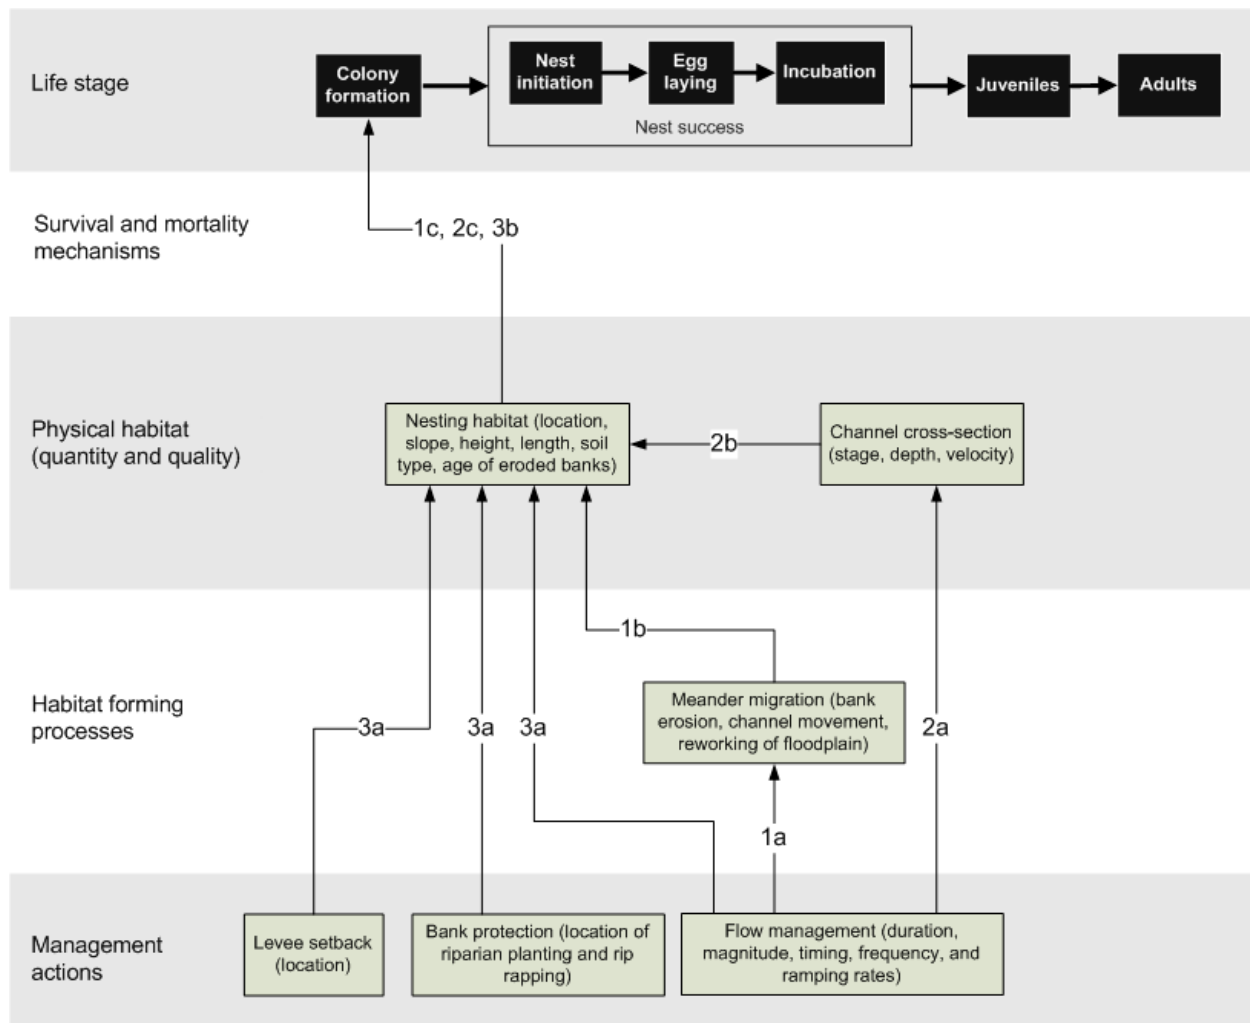 Life stage
Colony
formation
Nest
initiation
Egg
laying
Incubation
Nest success
Juveniles
Adults
Survival and mortality
mechanisms
1c, 2c, 3b
Physical habitat
(quantity and quality)
Nesting habitat (location,
slope, height, length, soil
type, age of eroded banks)
2b
Channel cross-section
(stage, depth, velocity)
1b
Habitat forming
processes
Meander migration (bank
erosion, channel movement,
reworking of floodplain)
3a
3a
3a
2a
1a
Management
actions
Levee setback
(location)
Bank protection (location of
riparian planting and rip
rapping)
Flow management (duration,
magnitude, timing, frequency, and
ramping rates)